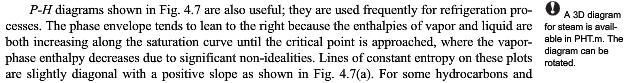 P-H diagrams shown in Fig. 4.7 are also useful; they are used frequently for refrigeration pro-
cesses. The phase envelope tends to lean to the right because the enthalpies of vapor and liquid are
both increasing along the saturation curve until the critical point is approached, where the vapor-
phase enthalpy decreases due to significant non-idealities. Lines of constant entropy on these plots
are slightly diagonal with a positive slope as shown in Fig. 4.7(a). For some hydrocarbons and
A 3D diagram
for steam is avail-
able in PHT.m. The
diagram can be
rotated.